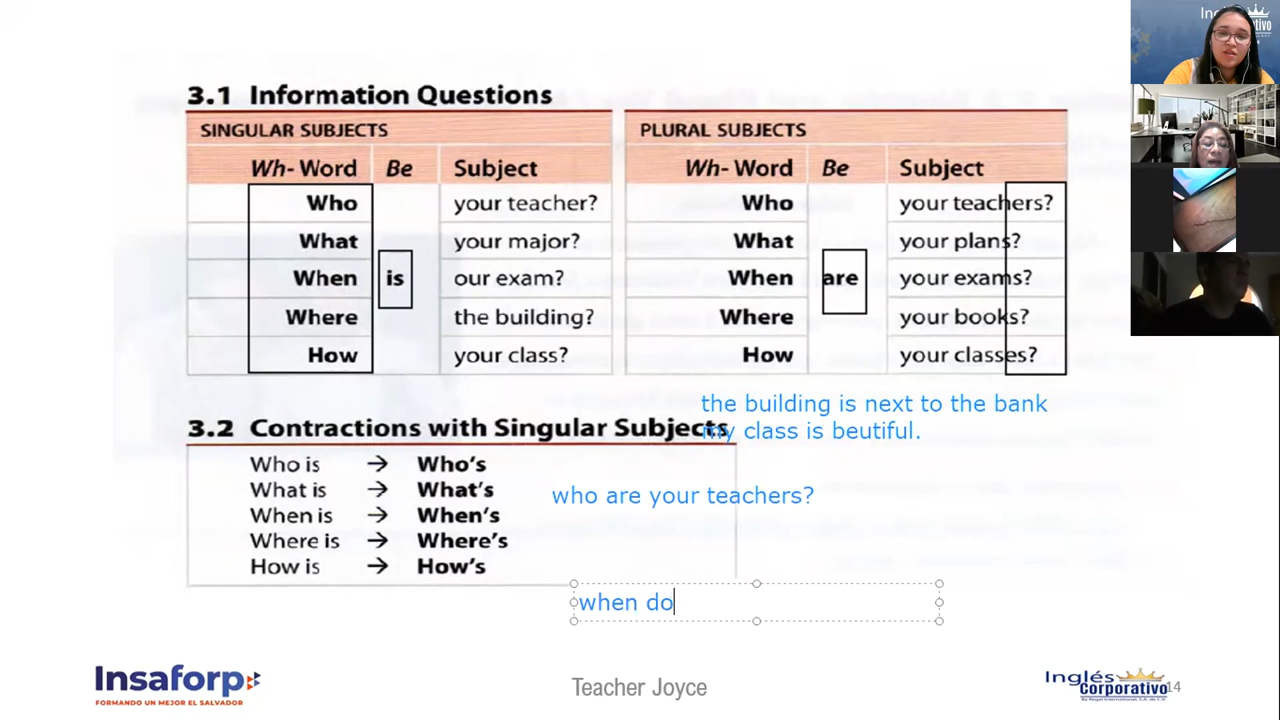 3.1 Information Questions
SINGULAR SUBJECTS
Wh- Word Be Subject
Who your teacher?
What your major?
When is our exam?
Where the building?
How your class?
PLURAL SUBJECTS
Wh- Word Be Subject
Who your teachers?
What your plans?
When are your exams?
Where your books?
How your classes?
the building is next to the bank
my class is beutiful.
3.2 Contractions with Singular Subjects
Who is → Who's
What is → What's
When is → When's
Where is → Where's
How is → How's
who are your teachers?
when do
Insaforp
FORMANDO UN MEJOR EL SALVADOR
Teacher Joyce
Inglés
Corporativo
14